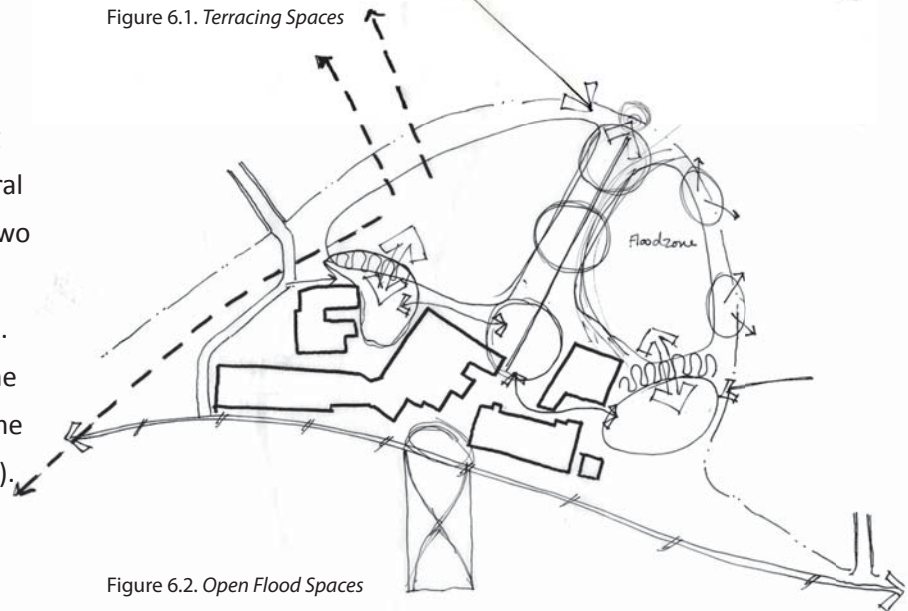 Figure 6.1. Terracing Spaces
ral
wo
Floodzone
.
he
he
).
Figure 6.2. Open Flood Spaces